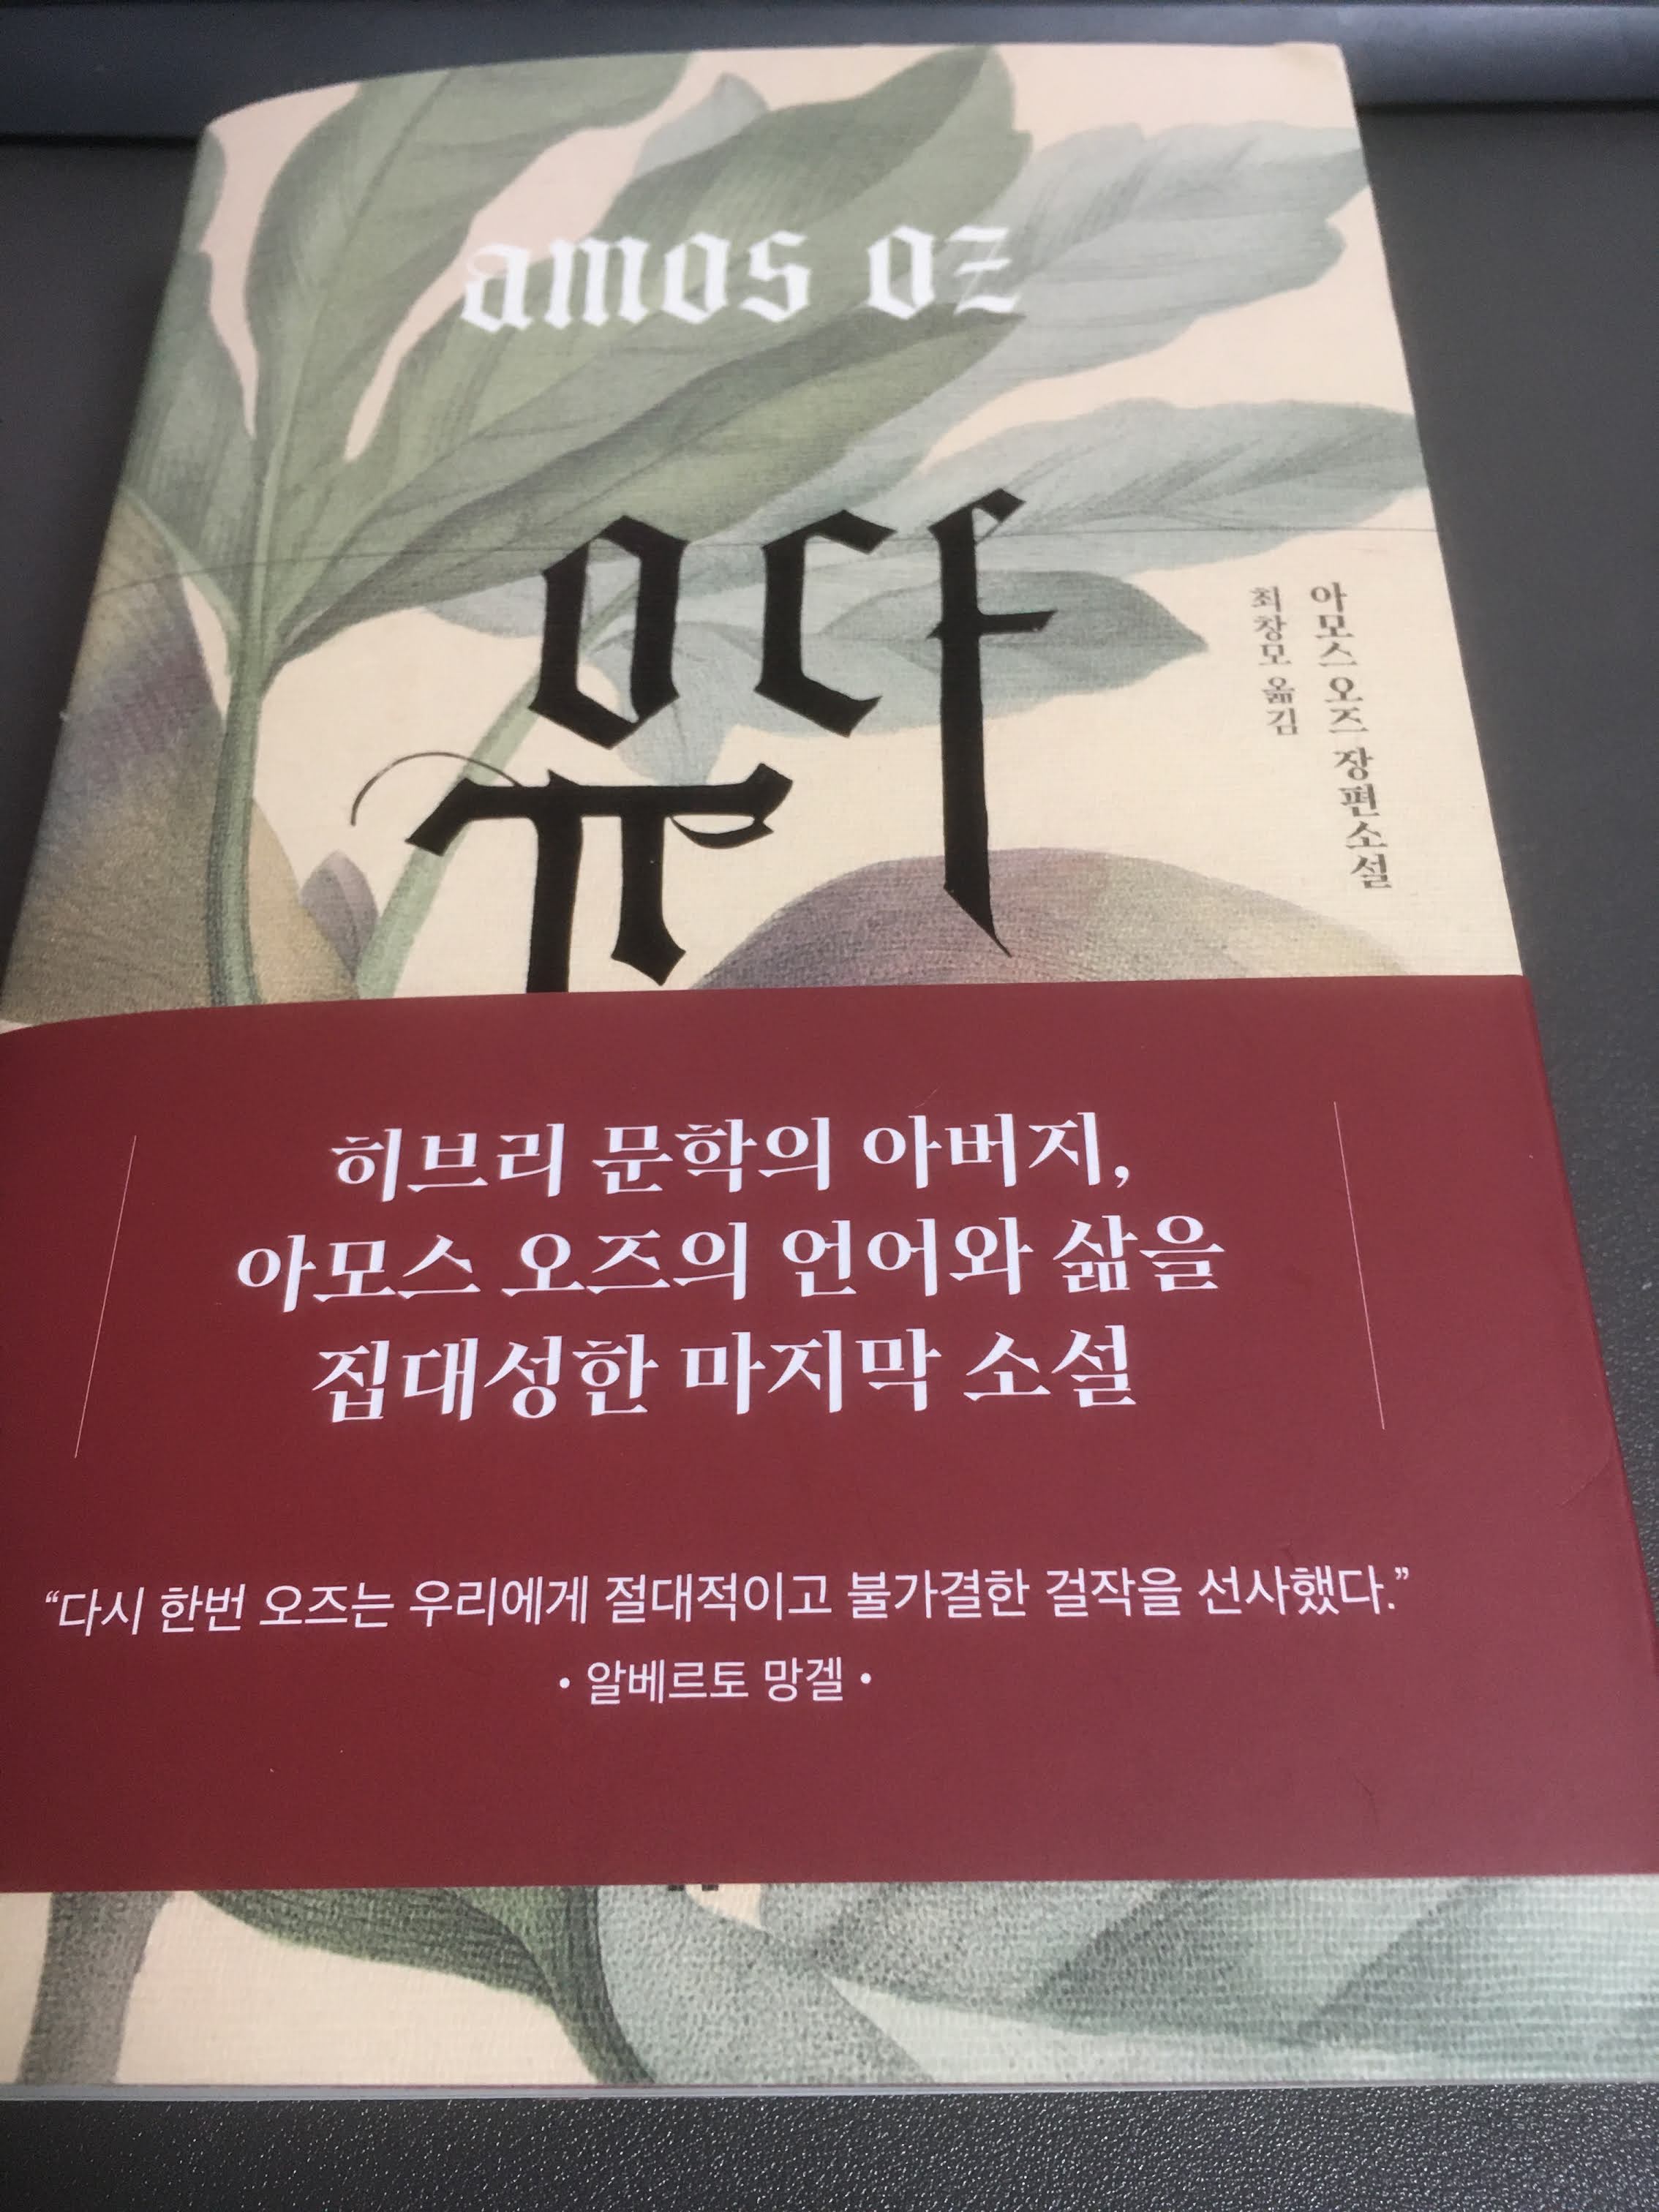 amos oz
유다
아모스 오즈 장편소설
최창모 옮김
히브리 문학의 아버지,
아모스 오즈의 언어와 삶을
집대성한 마지막 소설
“다시 한번 오즈는 우리에게 절대적이고 불가결한 걸작을 선사했다.”
• 알베르토 망겔 •